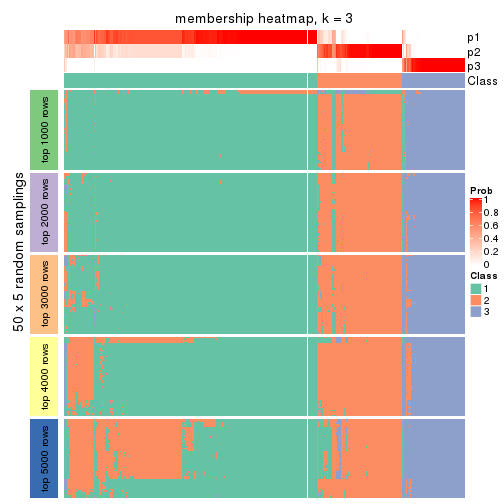 membership heatmap, k = 3
p1
p2
p3
Class
50 x 5 random samplings
top 1000 rows
top 2000 rows
top 3000 rows
top 4000 rows
top 5000 rows
Prob
1
0.8
0.6
0.4
0.2
0
Class
1
2
3